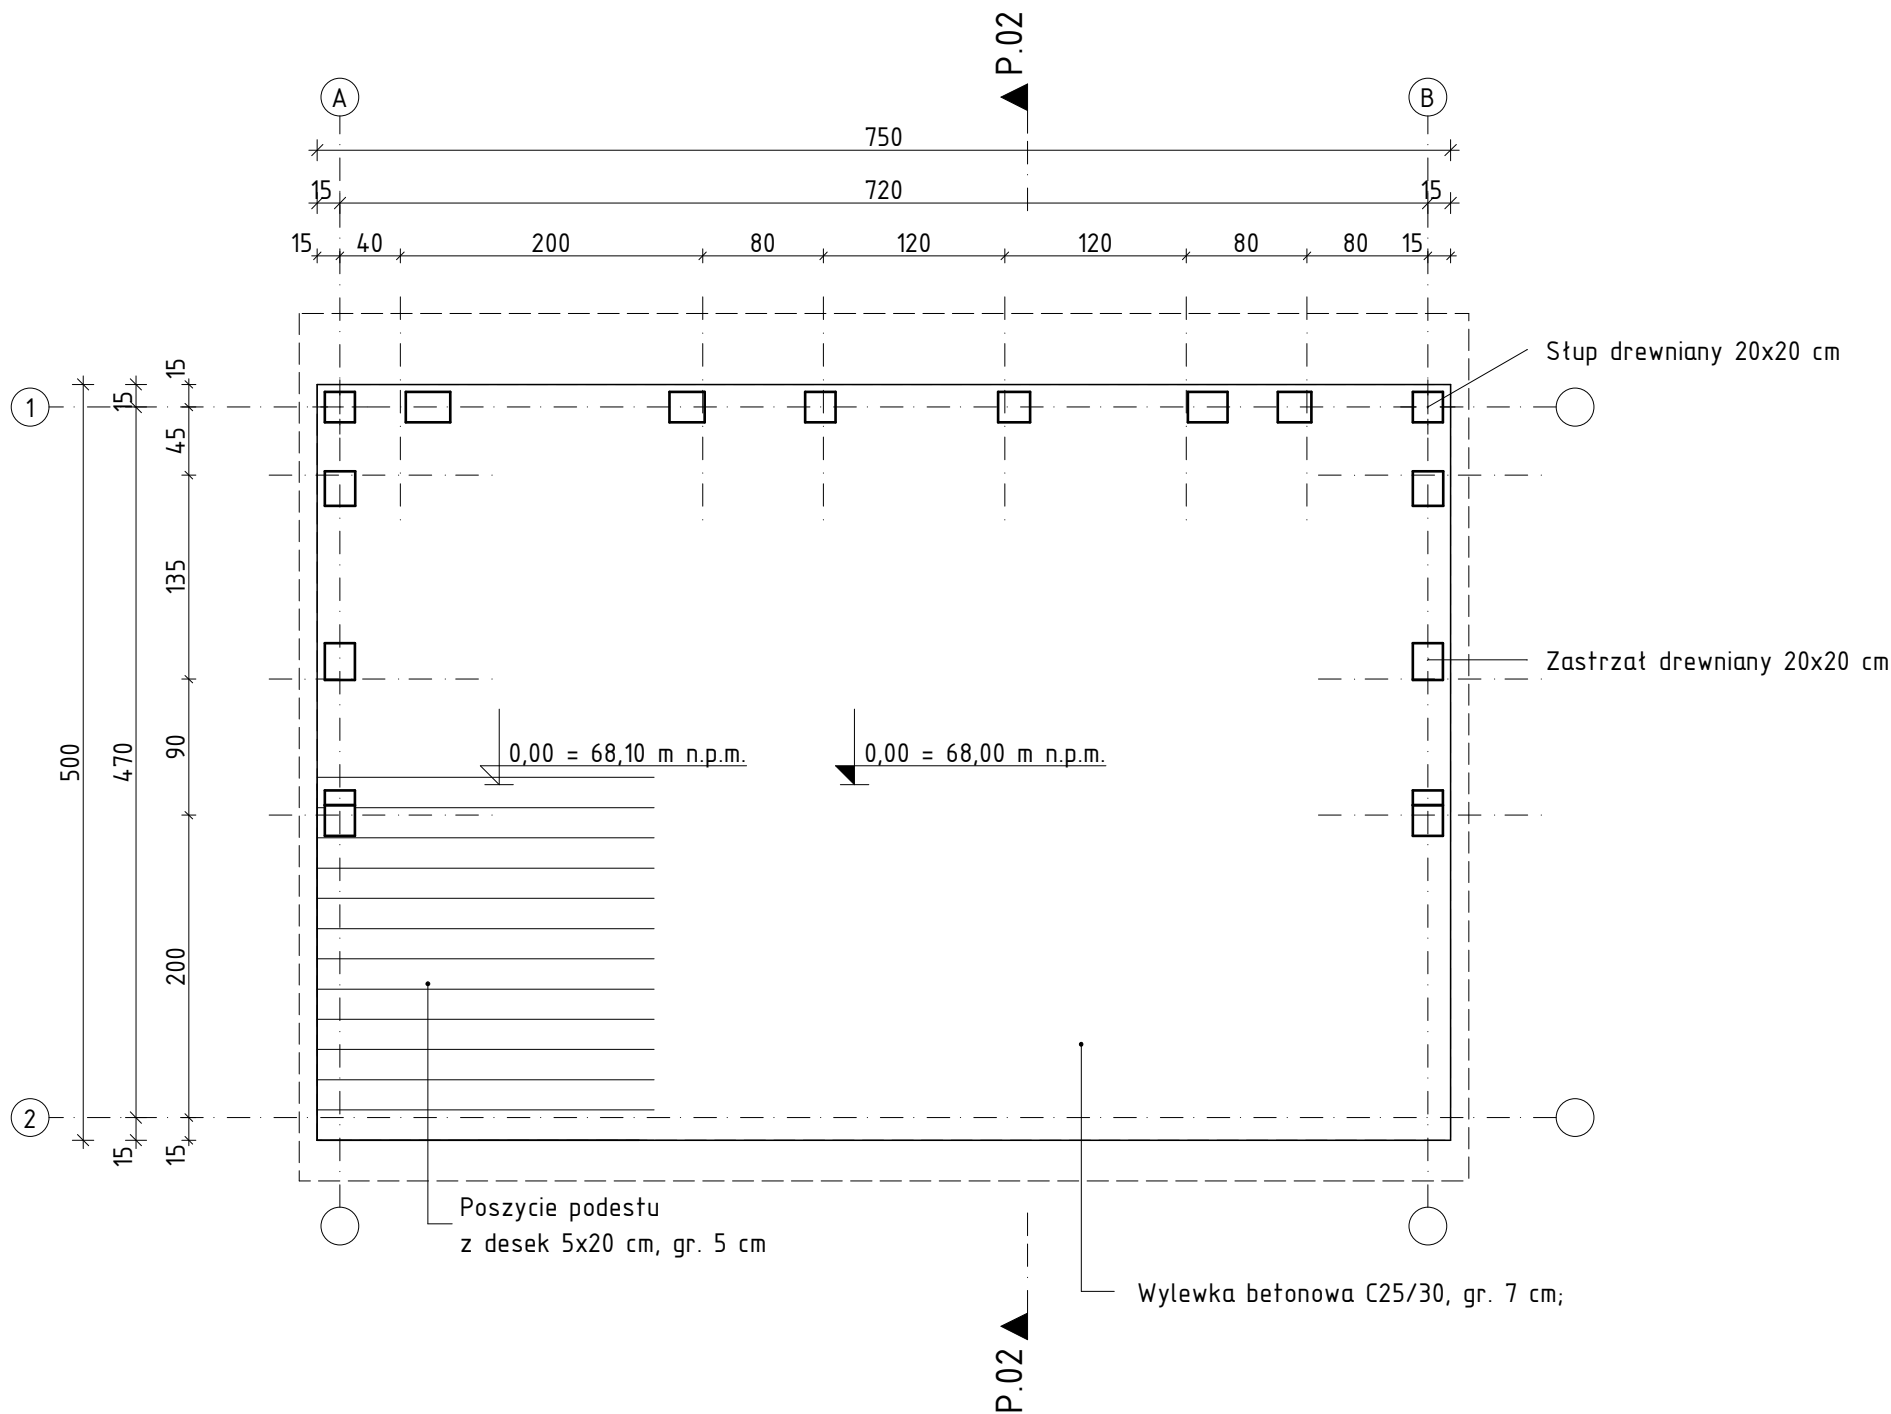 P.02
A
B
750
15
720
15
15
40
200
80
120
120
80
80
15
Słup drewniany 20x20 cm
1
15
15
45
135
Zastrzał drewniany 20x20 cm
500
470
90
0,00 = 68,10 m n.p.m.
0,00 = 68,00 m n.p.m.
200
2
15
15
Poszycie podestu
z desek 5x20 cm, gr. 5 cm
Wylewka betonowa C25/30, gr. 7 cm;
P.02